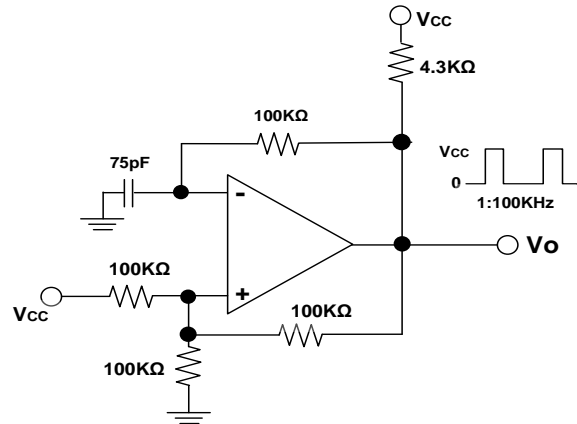 Vcc
4.3KΩ
100KΩ
75pF
Vcc
0
1:100KHz
-
Vo
100KΩ
+
100KΩ
Vcc
100KΩ